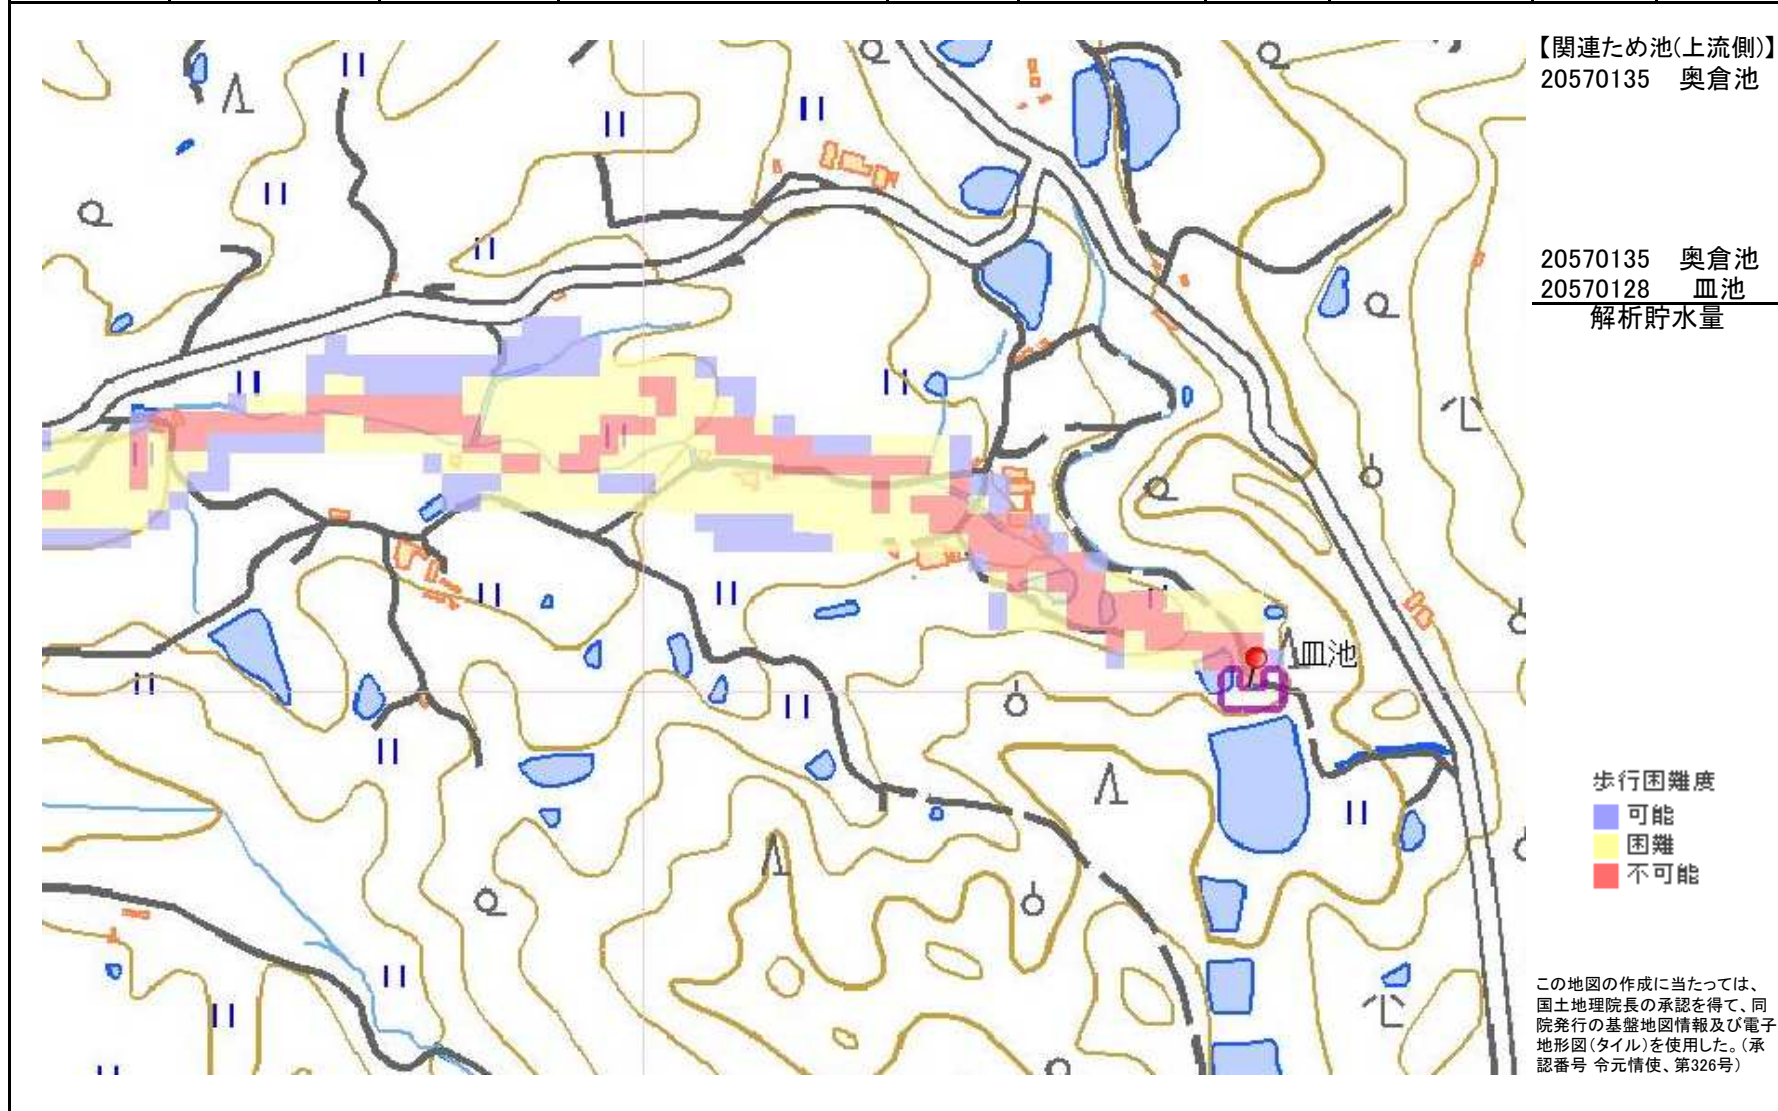 【関連ため池(上流側)】
20570135 奥倉池
20570135 奥倉池
20570128 皿池
解析貯水量
皿池
歩行困難度
可能
困難
不可能
この地図の作成に当たっては、
国土地理院長の承認を得て、同
院発行の基盤地図情報及び電子
地形図(タイル)を使用した。(承
認番号 令元情使、第326号)